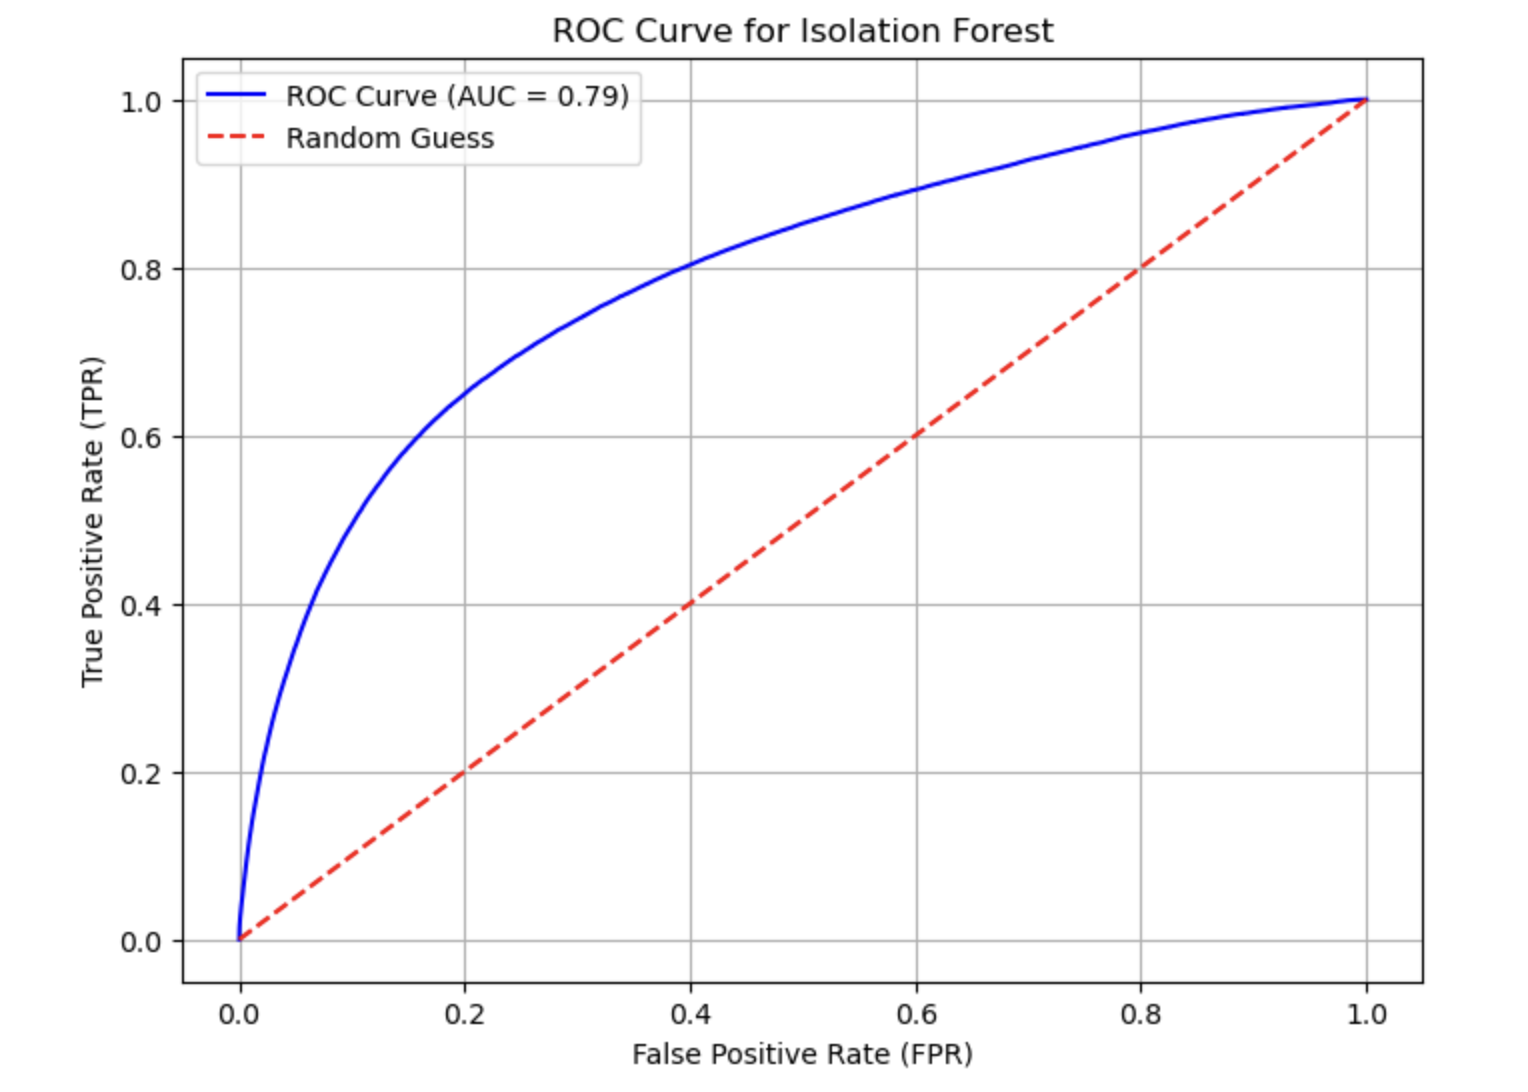 ROC Curve for Isolation Forest
ROC Curve (AUC = 0.79)
Random Guess
True Positive Rate (TPR)
1.0
0.8
0.6
0.4
0.2
0.0
0.0 0.2 0.4 0.6 0.8 1.0
False Positive Rate (FPR)